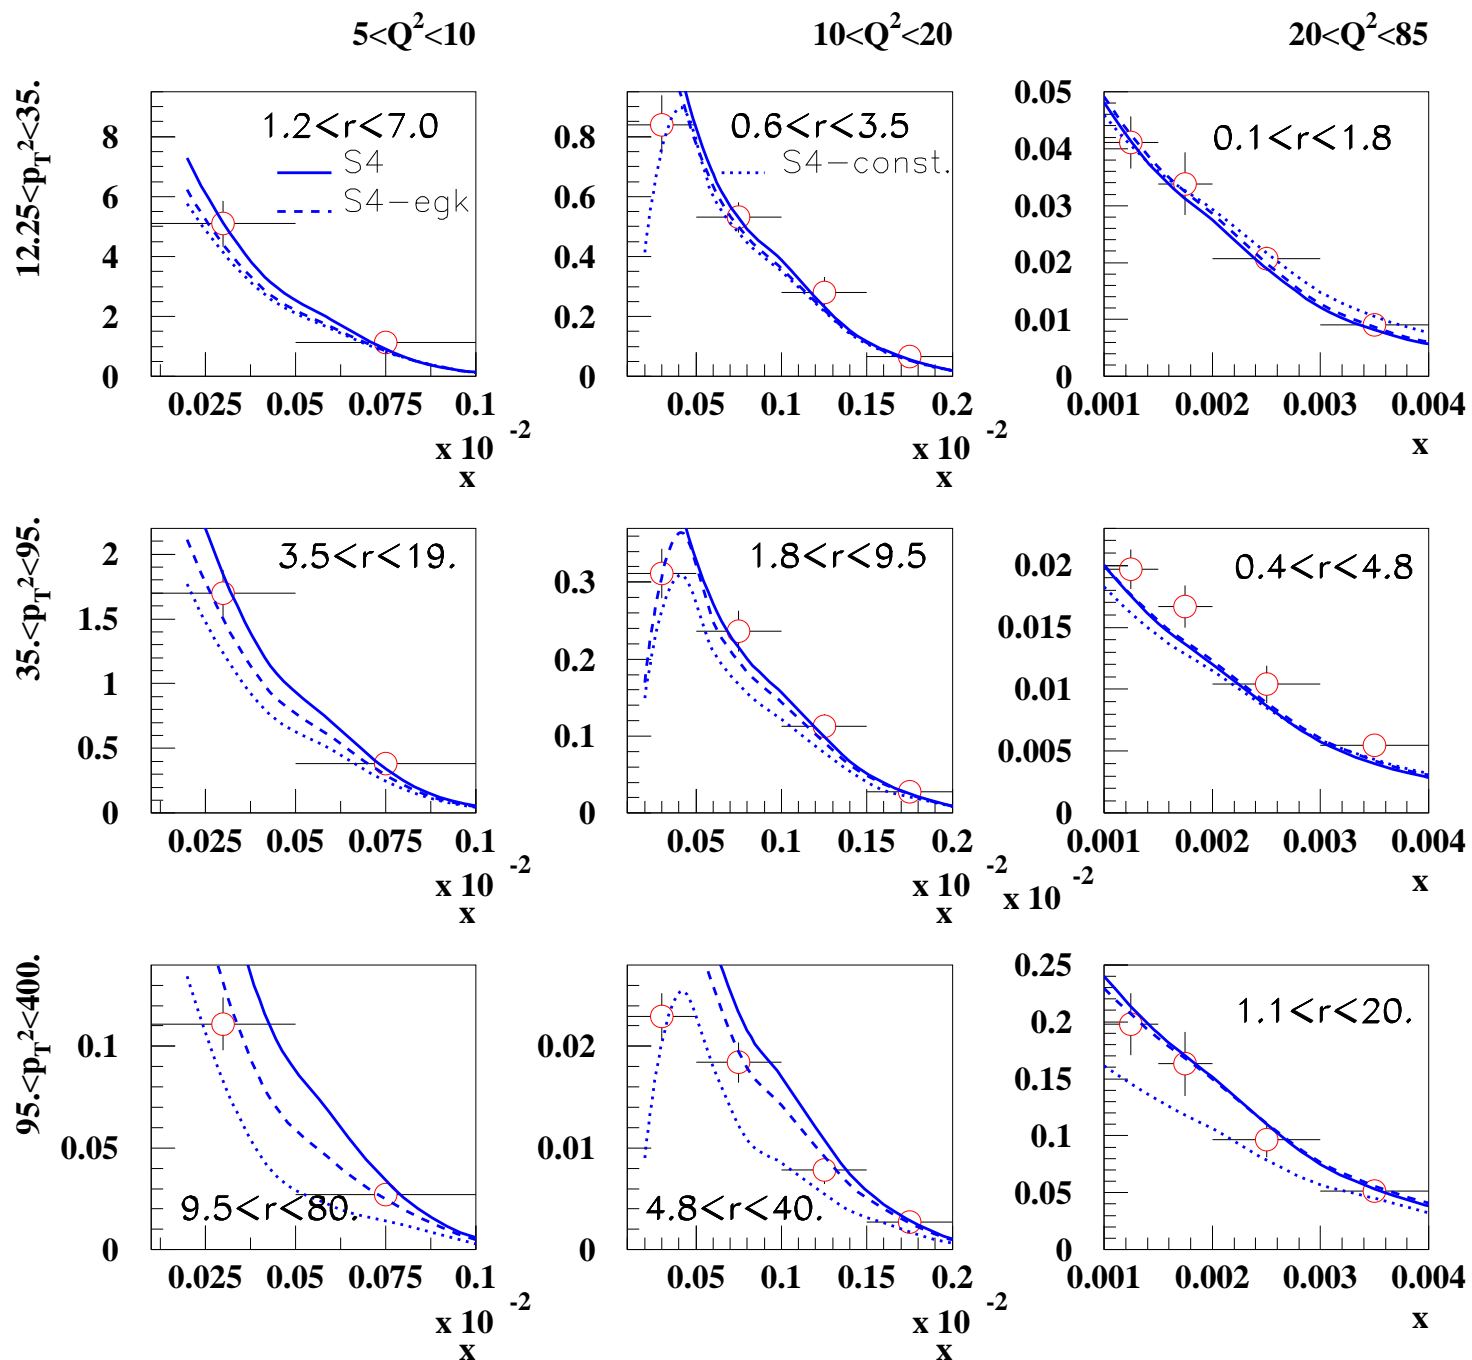 5<Q²<10 10<Q²<20 20<Q²<85
12.25<p_T²<35.
1.2<r<7.0
S4
S4-egk
8
6
4
2
0
0.025 0.05 0.075 0.1
x 10⁻²
x
0.6<r<3.5
S4-const.
0.8
0.6
0.4
0.2
0
0.05 0.1 0.15 0.2
x 10⁻²
x
0.1<r<1.8
0.05
0.04
0.03
0.02
0.01
0
0.001 0.002 0.003 0.004
x
35.<p_T²<95.
3.5<r<19.
2
1.5
1
0.5
0
0.025 0.05 0.075 0.1
x 10⁻²
x
1.8<r<9.5
0.3
0.2
0.1
0
0.05 0.1 0.15 0.2
x 10⁻²
x
0.4<r<4.8
0.02
0.015
0.01
0.005
0
0.001 0.002 0.003 0.004
x
95.<p_T²<400.
0.1
0.05
0
9.5<r<80.
0.025 0.05 0.075 0.1
x 10⁻²
x
0.02
0.01
0
4.8<r<40.
0.05 0.1 0.15 0.2
x 10⁻²
x
x 10⁻²
1.1<r<20.
0.25
0.2
0.15
0.1
0.05
0
0.001 0.002 0.003 0.004
x